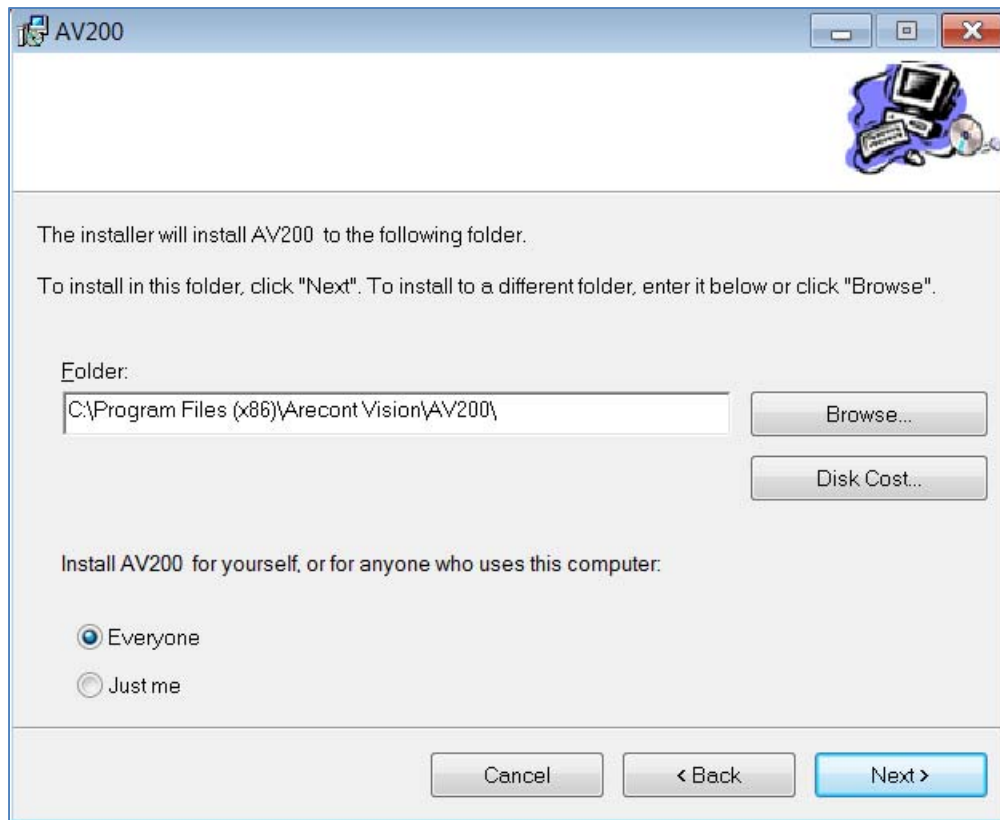 AV200
The installer will install AV200 to the following folder.
To install in this folder, click "Next". To install to a different folder, enter it below or click "Browse".
Folder:
C:\Program Files (x86)\Arecont Vision\AV200\
Browse...
Disk Cost...
Install AV200 for yourself, or for anyone who uses this computer:
Everyone
Just me
Cancel
< Back
Next >